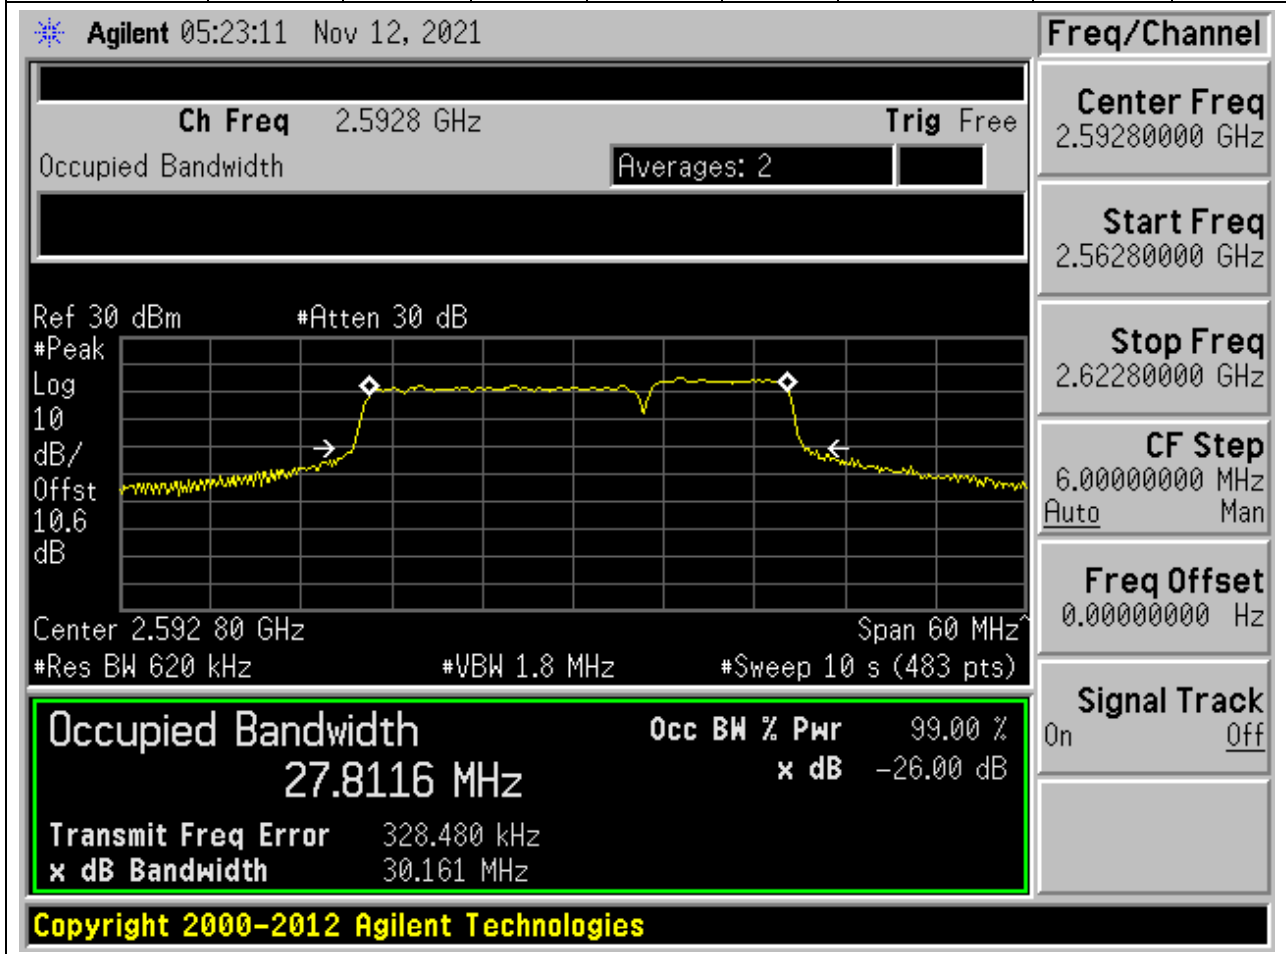 Agilent 05:23:11 Nov 12, 2021
Freq/Channel
Ch Freq 2.5928 GHz Trig Free
Occupied Bandwidth Averages: 2
Ref 30 dBm #Atten 30 dB
#Peak
Log
10
dB/
Offst
10.6
dB
Center 2.592 80 GHz Span 60 MHz^
#Res BW 620 kHz #VBW 1.8 MHz #Sweep 10 s (483 pts)
Occupied Bandwidth
27.8116 MHz
Occ BW % Pwr 99.00 %
x dB -26.00 dB
Transmit Freq Error 328.480 kHz
x dB Bandwidth 30.161 MHz
Center Freq
2.59280000 GHz
Start Freq
2.56280000 GHz
Stop Freq
2.62280000 GHz
CF Step
6.00000000 MHz
Auto Man
Freq Offset
0.00000000 Hz
Signal Track
On Off
Copyright 2000-2012 Agilent Technologies